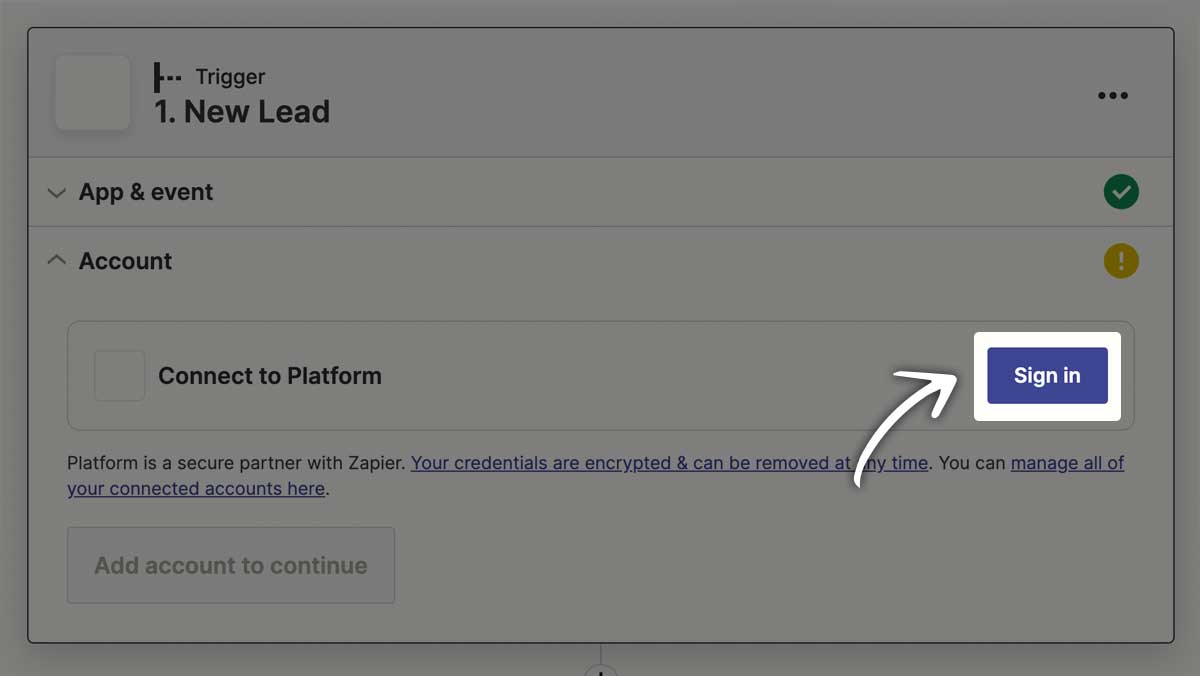 Trigger
1. New Lead
App & event
Account
Connect to Platform
Sign in
Platform is a secure partner with Zapier. Your credentials are encrypted & can be removed at any time. You can manage all of
your connected accounts here.
Add account to continue